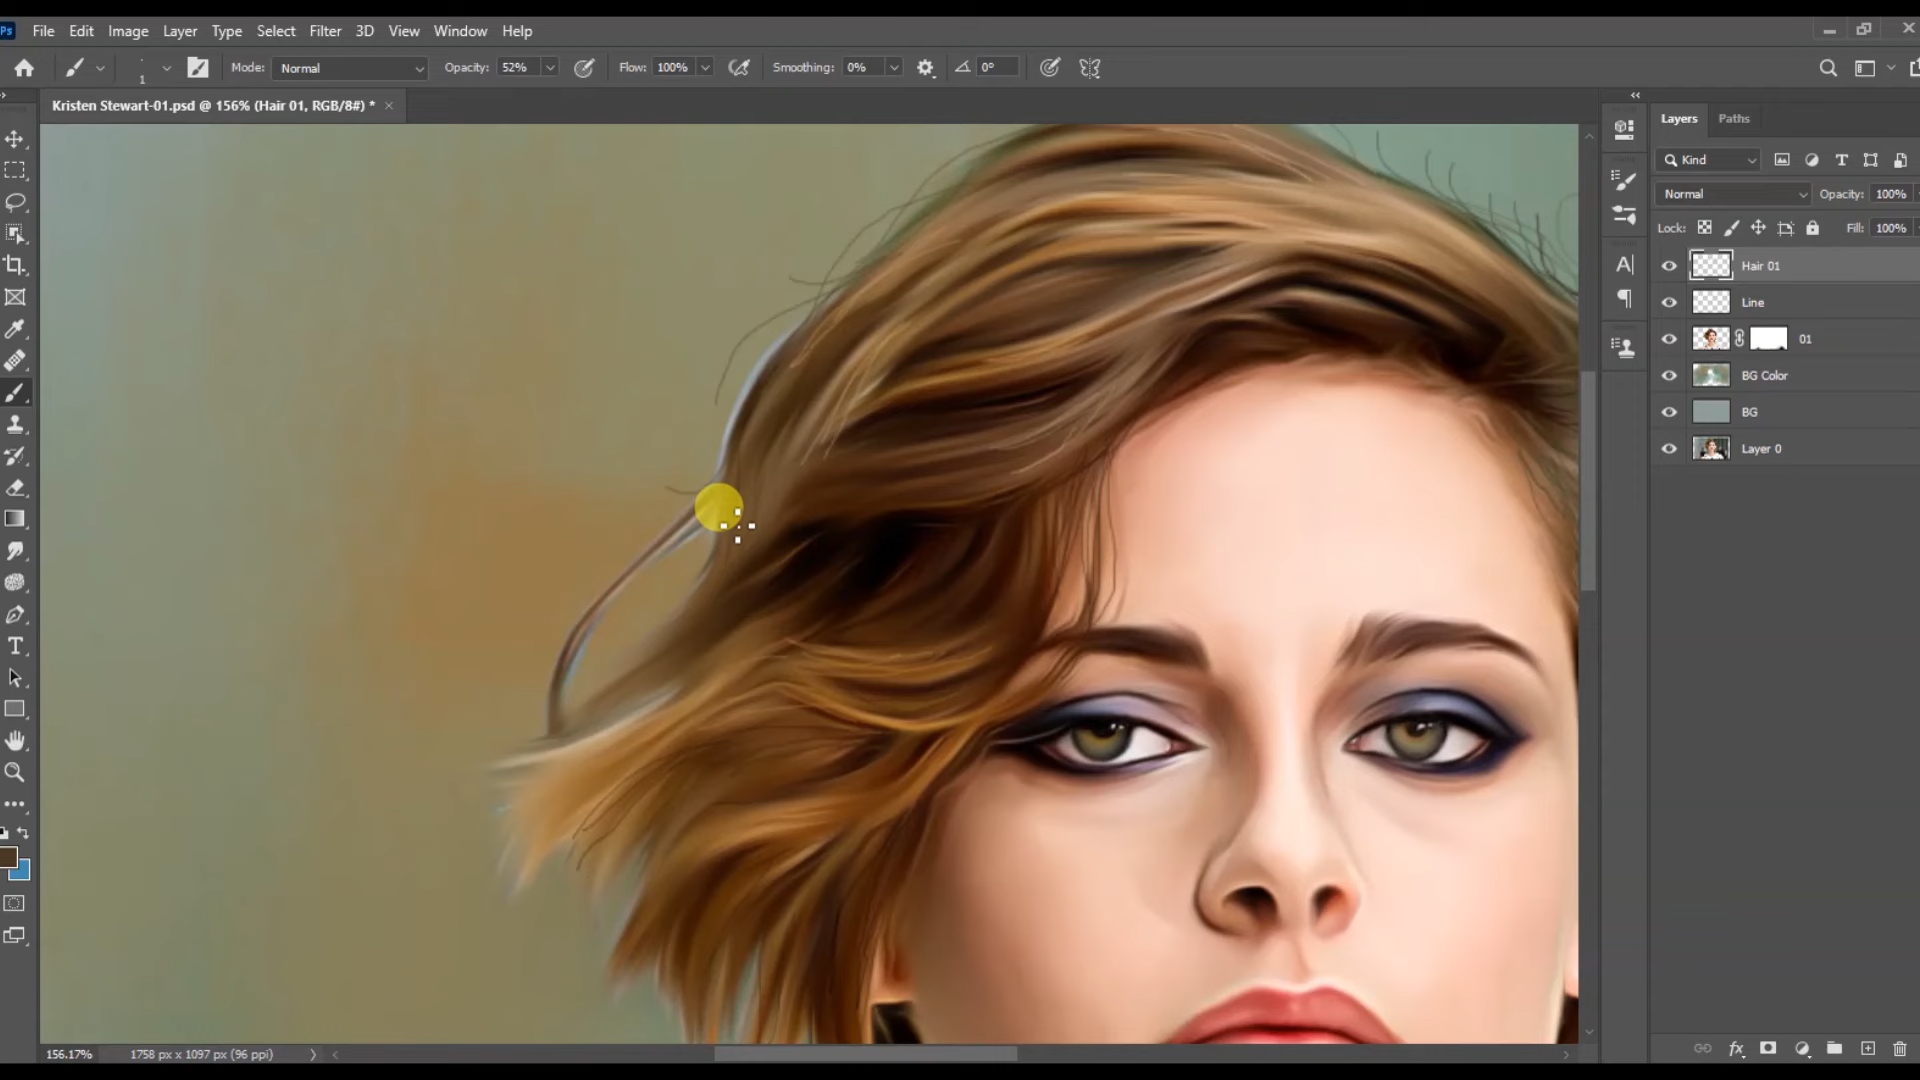 Ps File Edit Image Layer Type Select Filter 3D View Window Help
1 Mode: Normal Opacity: 52% Flow: 100% Smoothing: 0% 0°
Kristen Stewart-01.psd @ 156% (Hair 01, RGB/8#) * ×
Layers Paths
Kind
Normal Opacity: 100%
Lock: Fill: 100%
Hair 01
Line
01
BG Color
BG
Layer 0
156.17% 1758 px x 1097 px (96 ppi)